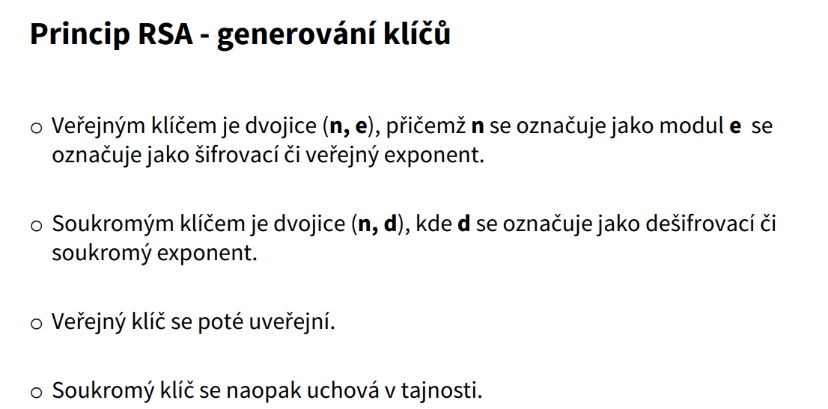 Princip RSA - generování klíčů
○ Veřejným klíčem je dvojice (n, e), přičemž n se označuje jako modul e se
označuje jako šifrovací či veřejný exponent.
○ Soukromým klíčem je dvojice (n, d), kde d se označuje jako dešifrovací či
soukromý exponent.
○ Veřejný klíč se poté uveřejní.
○ Soukromý klíč se naopak uchová v tajnosti.